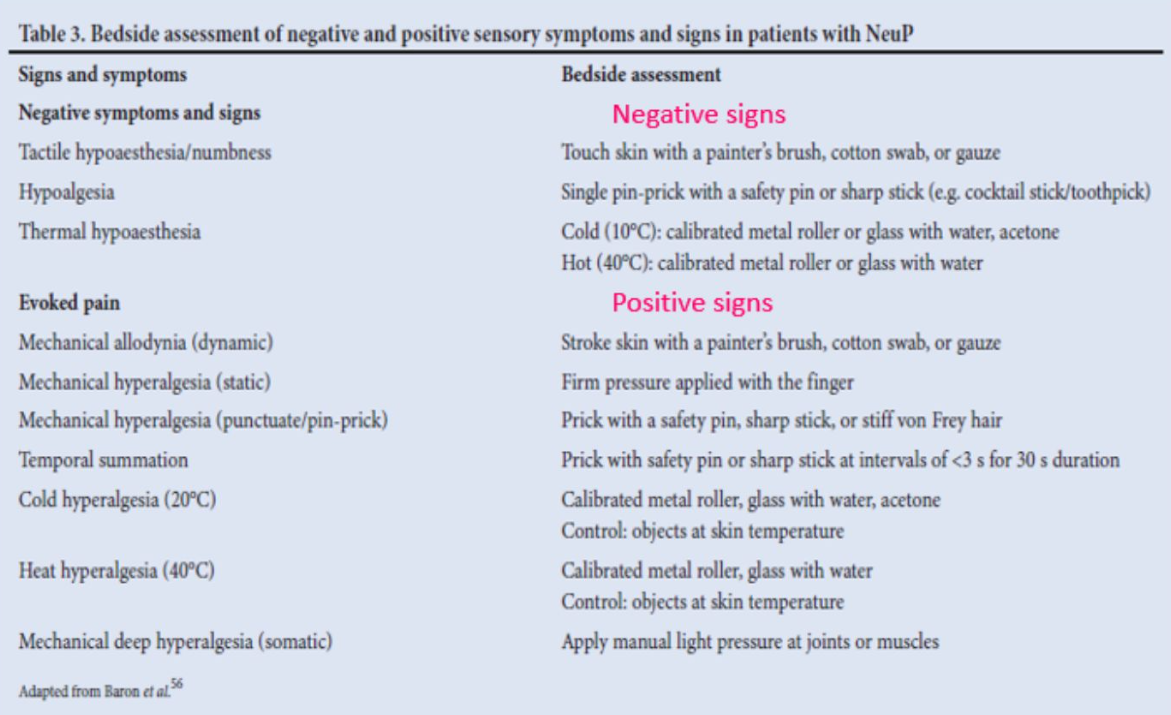 Table 3. Bedside assessment of negative and positive sensory symptoms and signs in patients with NeuP
Signs and symptoms Bedside assessment
Negative symptoms and signs Negative signs
Tactile hypoaesthesia/numbness Touch skin with a painter's brush, cotton swab, or gauze
Hypoalgesia Single pin-prick with a safety pin or sharp stick (e.g. cocktail stick/toothpick)
Thermal hypoaesthesia Cold (10°C): calibrated metal roller or glass with water, acetone
Hot (40°C): calibrated metal roller or glass with water
Evoked pain Positive signs
Mechanical allodynia (dynamic) Stroke skin with a painter's brush, cotton swab, or gauze
Mechanical hyperalgesia (static) Firm pressure applied with the finger
Mechanical hyperalgesia (punctuate/pin-prick) Prick with a safety pin, sharp stick, or stiff von Frey hair
Temporal summation Prick with safety pin or sharp stick at intervals of <3 s for 30 s duration
Cold hyperalgesia (20°C) Calibrated metal roller, glass with water, acetone
Control: objects at skin temperature
Heat hyperalgesia (40°C) Calibrated metal roller, glass with water
Control: objects at skin temperature
Mechanical deep hyperalgesia (somatic) Apply manual light pressure at joints or muscles
Adapted from Baron et al.56